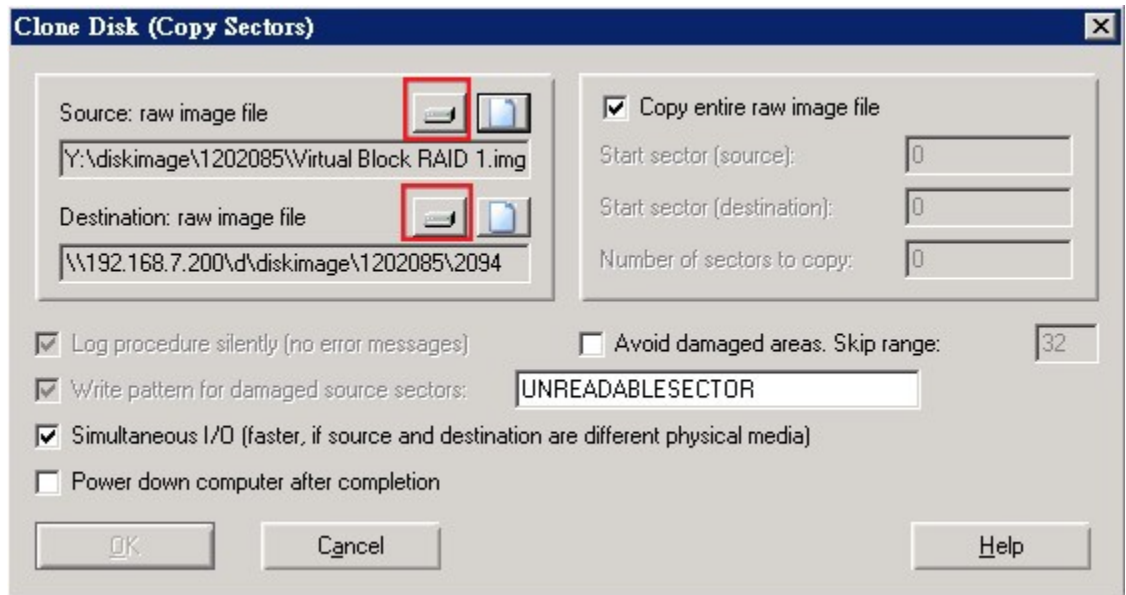 Clone Disk (Copy Sectors)
Source: raw image file
Y:\diskimage\1202085\Virtual Block RAID 1.img
Destination: raw image file
\\192.168.7.200\d\diskimage\1202085\2094
Copy entire raw image file
Start sector (source): 0
Start sector (destination): 0
Number of sectors to copy: 0
Log procedure silently (no error messages)
Avoid damaged areas. Skip range: 32
Write pattern for damaged source sectors: UNREADABLESECTOR
Simultaneous I/O (faster, if source and destination are different physical media)
Power down computer after completion
OK Cancel Help